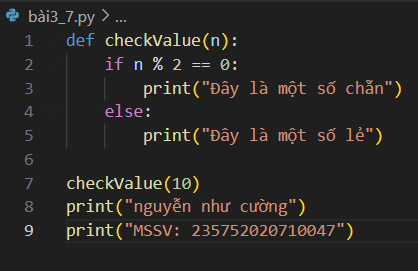 bài3_7.py > ...
1 def checkValue(n):
2     if n % 2 == 0:
3         print("Đây là một số chẵn")
4     else:
5         print("Đây là một số lẻ")
6
7 checkValue(10)
8 print("nguyễn như cường")
9 print("MSSV: 235752020710047")